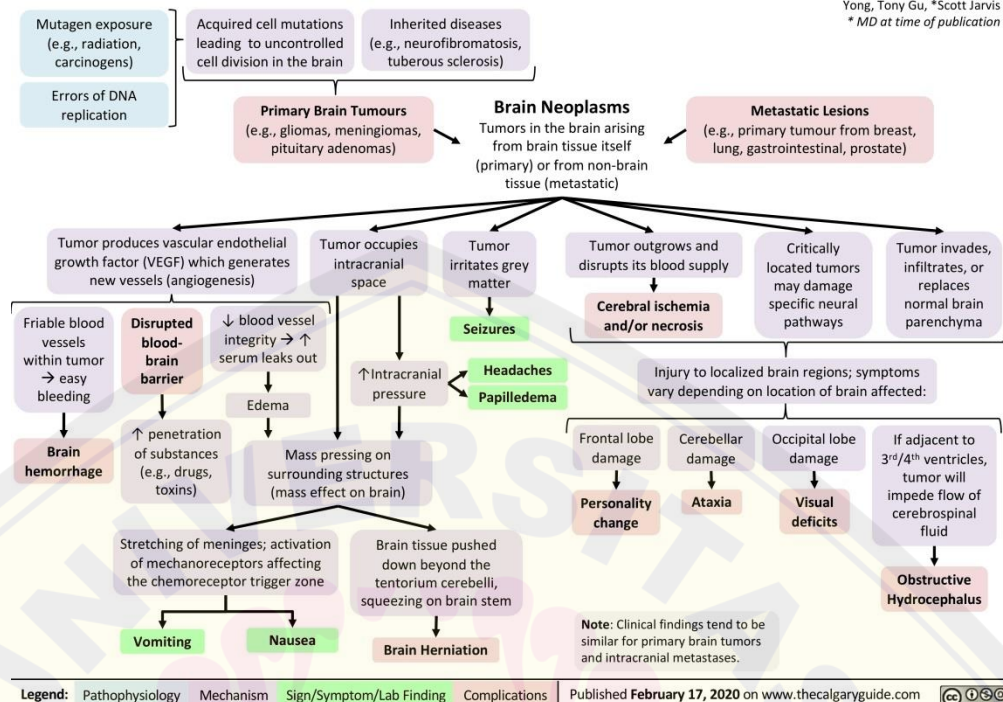 Yong, Tony Gu, *Scott Jarvis
* MD at time of publication
Mutagen exposure
(e.g., radiation,
carcinogens)
Errors of DNA
replication
Acquired cell mutations
leading to uncontrolled
cell division in the brain
Inherited diseases
(e.g., neurofibromatosis,
tuberous sclerosis)
Primary Brain Tumours
(e.g., gliomas, meningiomas,
pituitary adenomas)
Brain Neoplasms
Tumors in the brain arising
from brain tissue itself
(primary) or from non-brain
tissue (metastatic)
Metastatic Lesions
(e.g., primary tumour from breast,
lung, gastrointestinal, prostate)
Tumor produces vascular endothelial
growth factor (VEGF) which generates
new vessels (angiogenesis)
Tumor occupies
intracranial
space
Tumor
irritates grey
matter
Tumor outgrows and
disrupts its blood supply
Critically
located tumors
may damage
specific neural
pathways
Tumor invades,
infiltrates, or
replaces
normal brain
parenchyma
Friable blood
vessels
within tumor
→ easy
bleeding
Disrupted
blood-
brain
barrier
↓ blood vessel
integrity → ↑
serum leaks out
Seizures
Cerebral ischemia
and/or necrosis
↑Intracranial
pressure
Headaches
Papilledema
Injury to localized brain regions; symptoms
vary depending on location of brain affected:
Edema
Brain
hemorrhage
↑ penetration
of substances
(e.g., drugs,
toxins)
Mass pressing on
surrounding structures
(mass effect on brain)
Frontal lobe
damage
Cerebellar
damage
Occipital lobe
damage
If adjacent to
3rd/4th ventricles,
tumor will
impede flow of
cerebrospinal
fluid
Personality
change
Ataxia
Visual
deficits
Stretching of meninges; activation
of mechanoreceptors affecting
the chemoreceptor trigger zone
Brain tissue pushed
down beyond the
tentorium cerebelli,
squeezing on brain stem
Obstructive
Hydrocephalus
Vomiting
Nausea
Brain Herniation
Note: Clinical findings tend to be
similar for primary brain tumors
and intracranial metastases.
Legend: Pathophysiology Mechanism Sign/Symptom/Lab Finding Complications Published February 17, 2020 on www.thecalgaryguide.com
UNIVERSITAS